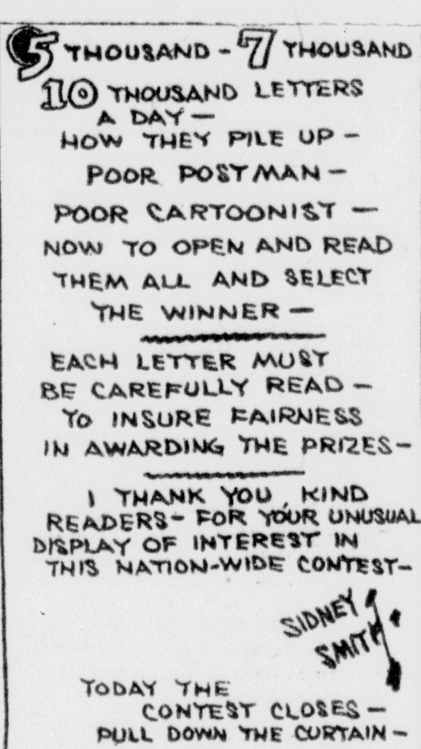 5 THOUSAND - 7 THOUSAND
10 THOUSAND LETTERS
A DAY —
HOW THEY PILE UP —
POOR POSTMAN —
POOR CARTOONIST —
NOW TO OPEN AND READ
THEM ALL AND SELECT
THE WINNER —
EACH LETTER MUST
BE CAREFULLY READ —
TO INSURE FAIRNESS
IN AWARDING THE PRIZES —
I THANK YOU, KIND
READERS - FOR YOUR UNUSUAL
DISPLAY OF INTEREST IN
THIS NATION-WIDE CONTEST —
SIDNEY
SMITH
TODAY THE
CONTEST CLOSES —
PULL DOWN THE CURTAIN —